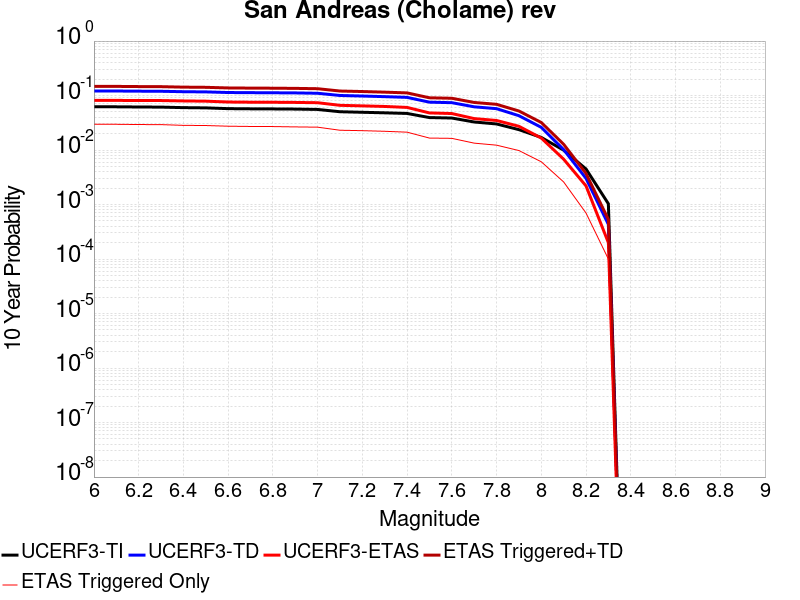 San Andreas (Cholame) rev
10^0
10^-1
10^-2
10^-3
10^-4
10^-5
10^-6
10^-7
10^-8
10 Year Probability
6 6.2 6.4 6.6 6.8 7 7.2 7.4 7.6 7.8 8 8.2 8.4 8.6 8.8 9
Magnitude
UCERF3-TI UCERF3-TD UCERF3-ETAS ETAS Triggered+TD
ETAS Triggered Only